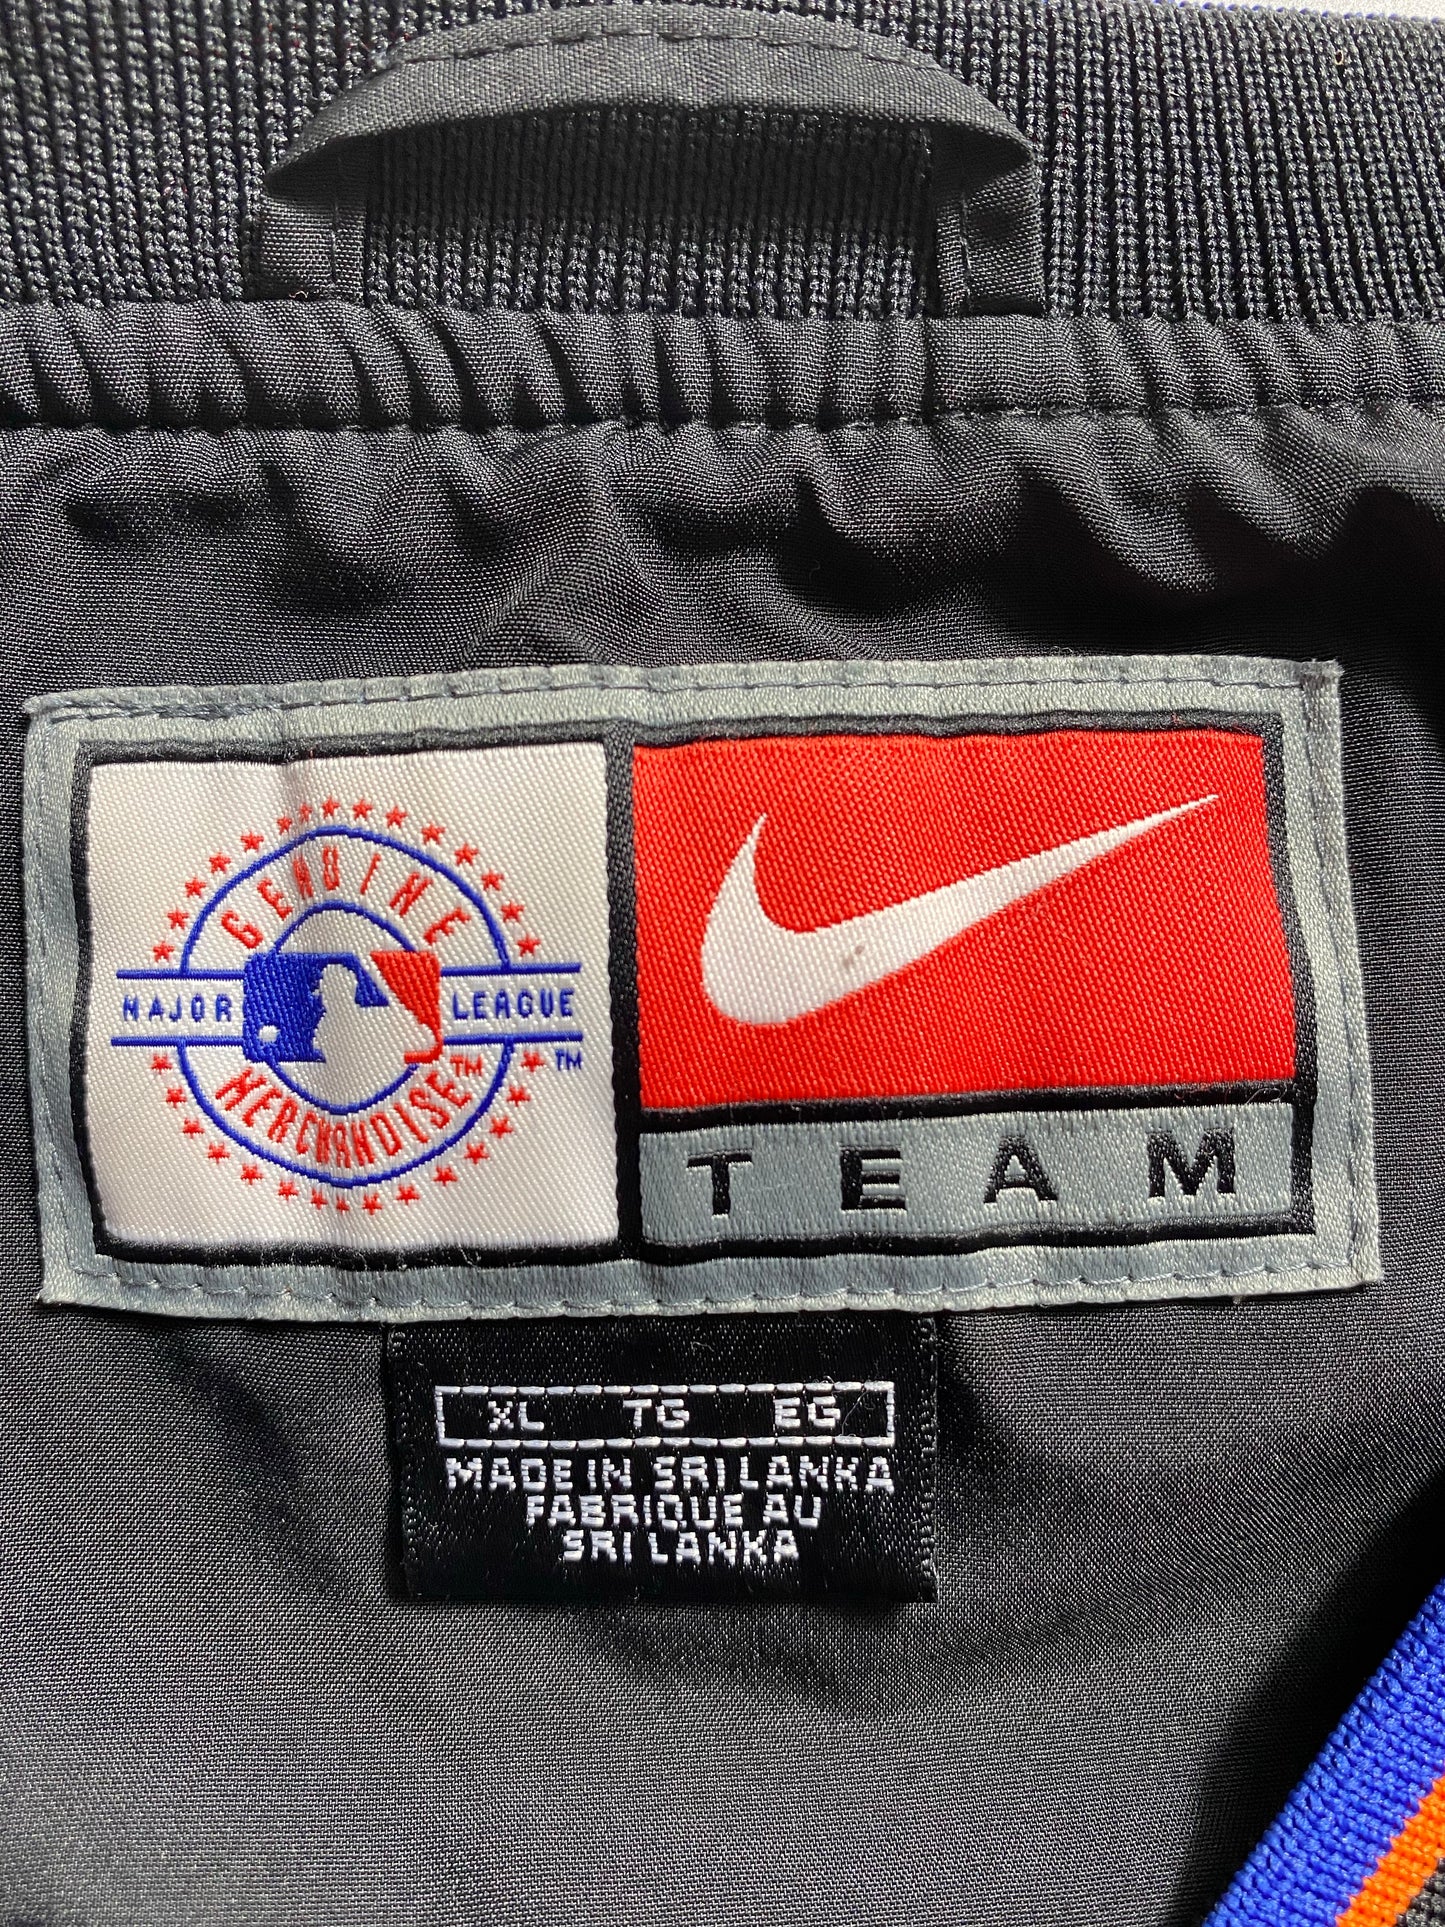 GENUINE
MAJOR LEAGUE
MERCHANDISE™
™
TEAM
XL TG EG
MADE IN SRI LANKA
FABRIQUE AU
SRI LANKA